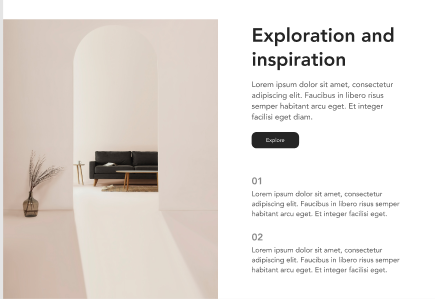 Exploration and
inspiration
Lorem ipsum dolor sit amet, consectetur
adipiscing elit. Faucibus in libero risus
semper habitant arcu eget. Et integer
facilisi eget diam.
Explore
01
Lorem ipsum dolor sit amet, consectetur
adipiscing elit. Faucibus in libero risus
habitant arcu eget. Et integer facilisi eget.
02
Lorem ipsum dolor sit amet, consectetur
adipiscing elit. Faucibus in libero risus
habitant arcu eget. Et integer facilisi eget.